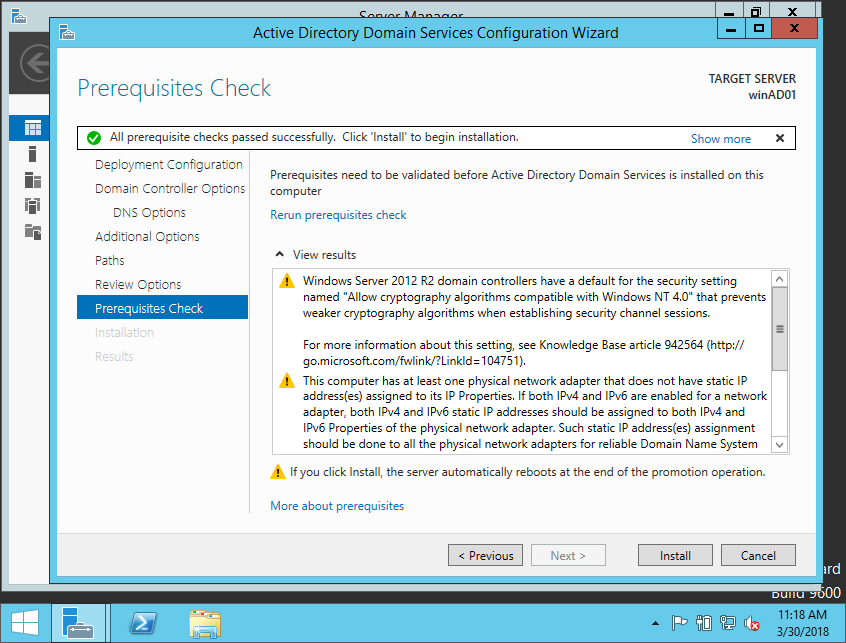 Server Manager
Active Directory Domain Services Configuration Wizard
Prerequisites Check
TARGET SERVER
winAD01
All prerequisite checks passed successfully. Click 'Install' to begin installation.
Show more
Deployment Configuration
Domain Controller Options
DNS Options
Additional Options
Paths
Review Options
Prerequisites Check
Installation
Results
Prerequisites need to be validated before Active Directory Domain Services is installed on this
computer
Rerun prerequisites check
View results
Windows Server 2012 R2 domain controllers have a default for the security setting
named "Allow cryptography algorithms compatible with Windows NT 4.0" that prevents
weaker cryptography algorithms when establishing security channel sessions.
For more information about this setting, see Knowledge Base article 942564 (http://
go.microsoft.com/fwlink/?LinkId=104751).
This computer has at least one physical network adapter that does not have static IP
address(es) assigned to its IP Properties. If both IPv4 and IPv6 are enabled for a network
adapter, both IPv4 and IPv6 static IP addresses should be assigned to both IPv4 and
IPv6 Properties of the physical network adapter. Such static IP address(es) assignment
should be done to all the physical network adapters for reliable Domain Name System
If you click Install, the server automatically reboots at the end of the promotion operation.
More about prerequisites
< Previous
Next >
Install
Cancel
Build 9600
11:18 AM
3/30/2018